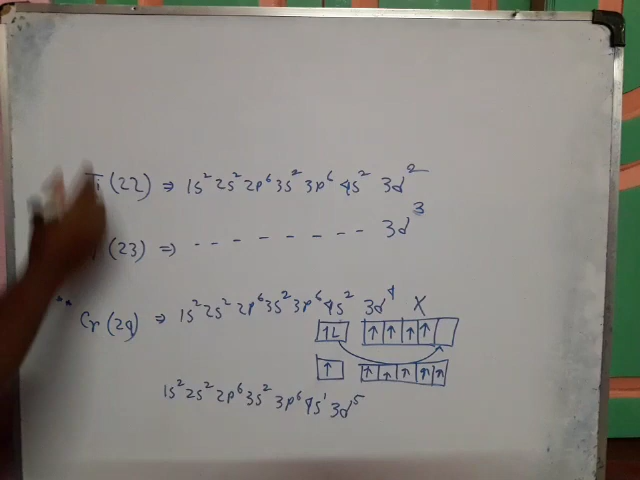 Ti (22) ⇒ 1s² 2s² 2p⁶ 3s² 3p⁶ 4s² 3d²
(23) ⇒ - - - - - - - - 3d³
** Cr (24) ⇒ 1s² 2s² 2p⁶ 3s² 3p⁶ 4s² 3d⁴ X
↑↓ ↑ ↑ ↑ ↑
↑ ↑ ↑ ↑ ↑ ↑
1s² 2s² 2p⁶ 3s² 3p⁶ 4s¹ 3d⁵